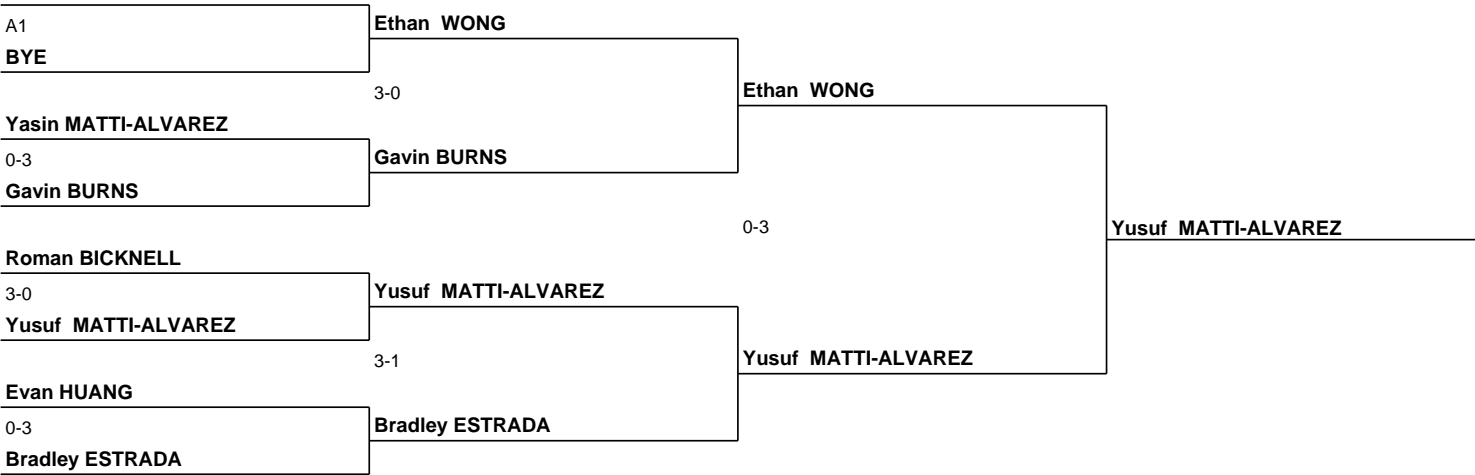 A1
BYE
Ethan WONG
3-0
Yasin MATTI-ALVAREZ
0-3
Gavin BURNS
Gavin BURNS
Ethan WONG
0-3
Roman BICKNELL
3-0
Yusuf MATTI-ALVAREZ
Yusuf MATTI-ALVAREZ
3-1
Evan HUANG
0-3
Bradley ESTRADA
Bradley ESTRADA
Yusuf MATTI-ALVAREZ
Yusuf MATTI-ALVAREZ